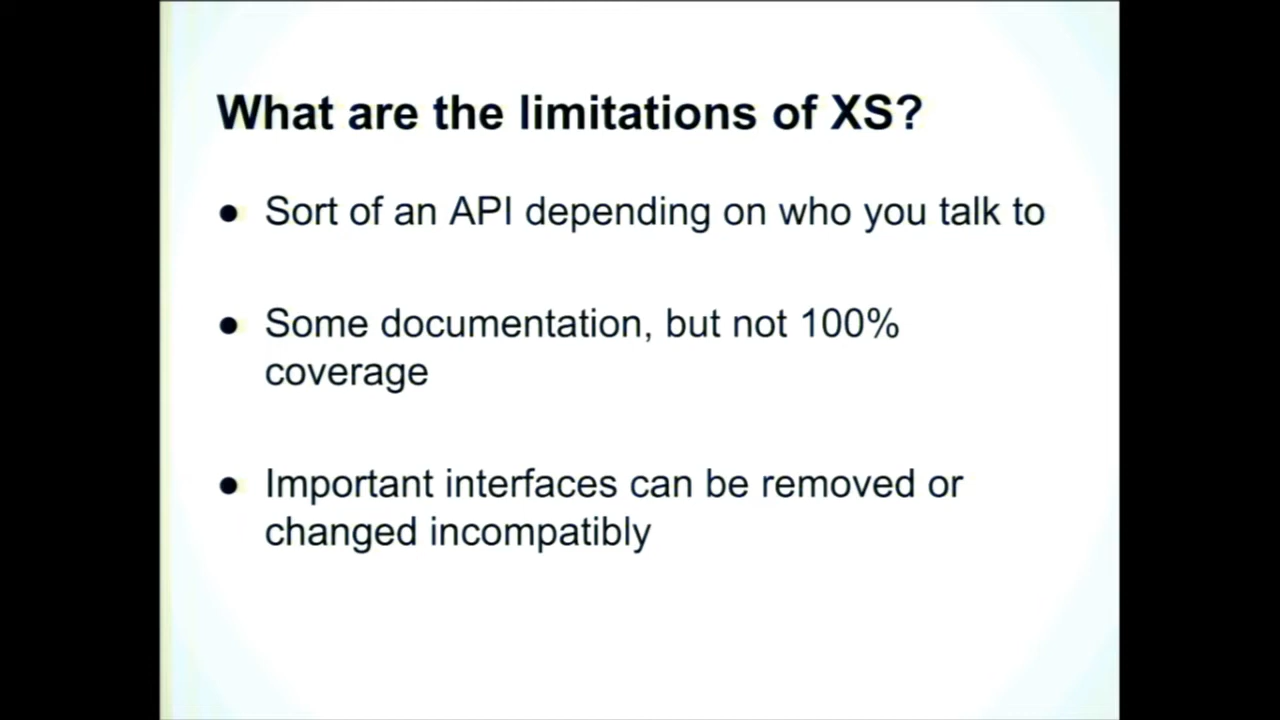 What are the limitations of XS?
● Sort of an API depending on who you talk to
● Some documentation, but not 100%
coverage
● Important interfaces can be removed or
changed incompatibly